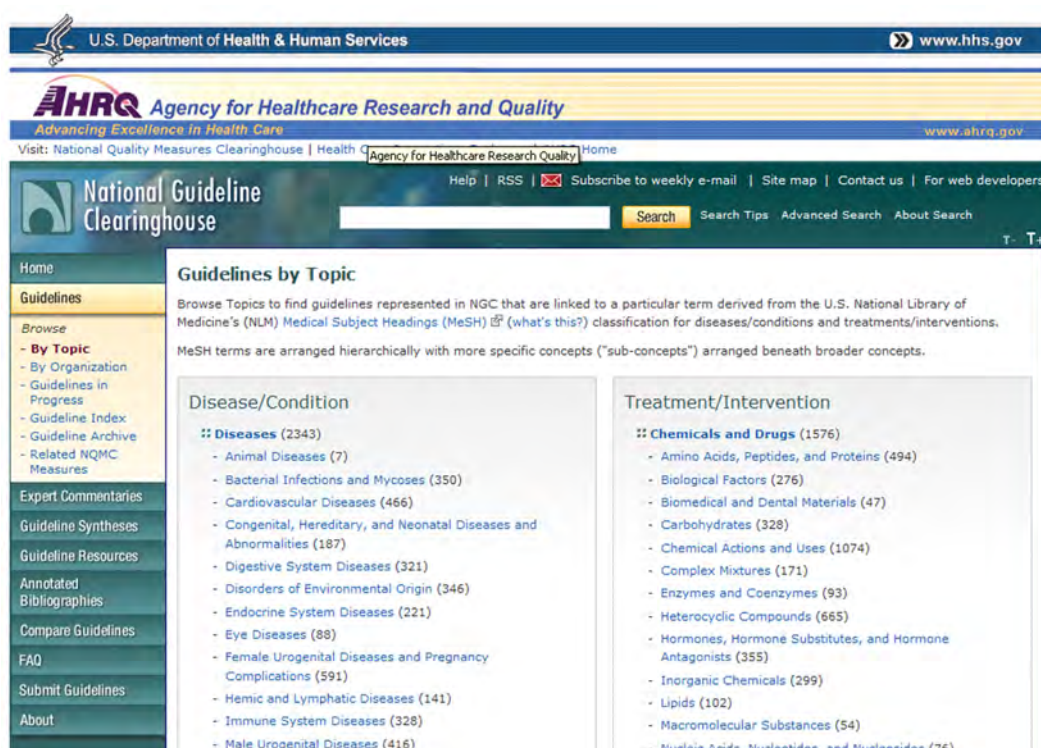 U.S. Department of Health & Human Services
www.hhs.gov
AHRQ Agency for Healthcare Research and Quality
Advancing Excellence in Health Care
www.ahrq.gov
Visit: National Quality Measures Clearinghouse | Health Home
Agency for Healthcare Research Quality
National Guideline Clearinghouse
Help | RSS | Subscribe to weekly e-mail | Site map | Contact us | For web developers
Search Search Tips Advanced Search About Search
T- T+
Home
Guidelines
Browse
- By Topic
- By Organization
- Guidelines in
Progress
- Guideline Index
- Guideline Archive
- Related NQMC
Measures
Expert Commentaries
Guideline Syntheses
Guideline Resources
Annotated
Bibliographies
Compare Guidelines
FAQ
Submit Guidelines
About
Guidelines by Topic
Browse Topics to find guidelines represented in NGC that are linked to a particular term derived from the U.S. National Library of
Medicine's (NLM) Medical Subject Headings (MeSH) (what's this?) classification for diseases/conditions and treatments/interventions.
MeSH terms are arranged hierarchically with more specific concepts ("sub-concepts") arranged beneath broader concepts.
Disease/Condition
Diseases (2343)
- Animal Diseases (7)
- Bacterial Infections and Mycoses (350)
- Cardiovascular Diseases (466)
- Congenital, Hereditary, and Neonatal Diseases and
Abnormalities (187)
- Digestive System Diseases (321)
- Disorders of Environmental Origin (346)
- Endocrine System Diseases (221)
- Eye Diseases (88)
- Female Urogenital Diseases and Pregnancy
Complications (591)
- Hemic and Lymphatic Diseases (141)
- Immune System Diseases (328)
- Male Urogenital Diseases (416)
Treatment/Intervention
Chemicals and Drugs (1576)
- Amino Acids, Peptides, and Proteins (494)
- Biological Factors (276)
- Biomedical and Dental Materials (47)
- Carbohydrates (328)
- Chemical Actions and Uses (1074)
- Complex Mixtures (171)
- Enzymes and Coenzymes (93)
- Heterocyclic Compounds (665)
- Hormones, Hormone Substitutes, and Hormone
Antagonists (355)
- Inorganic Chemicals (299)
- Lipids (102)
- Macromolecular Substances (54)
- Nucleic Acids, Nucleotides, and Nucleosides (76)